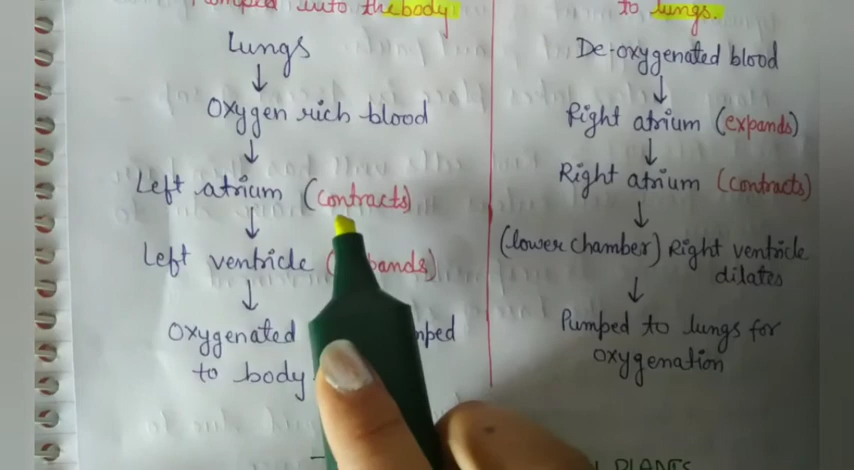 into the body
Lungs
Oxygen rich blood
Left atrium (contracts)
Left ventricle
Oxygenated
to body
to lungs.
De-oxygenated blood
Right atrium (expands)
Right atrium (contracts)
(lower chamber) Right ventricle
dilates
Pumped to lungs for
oxygenation
PLANTS